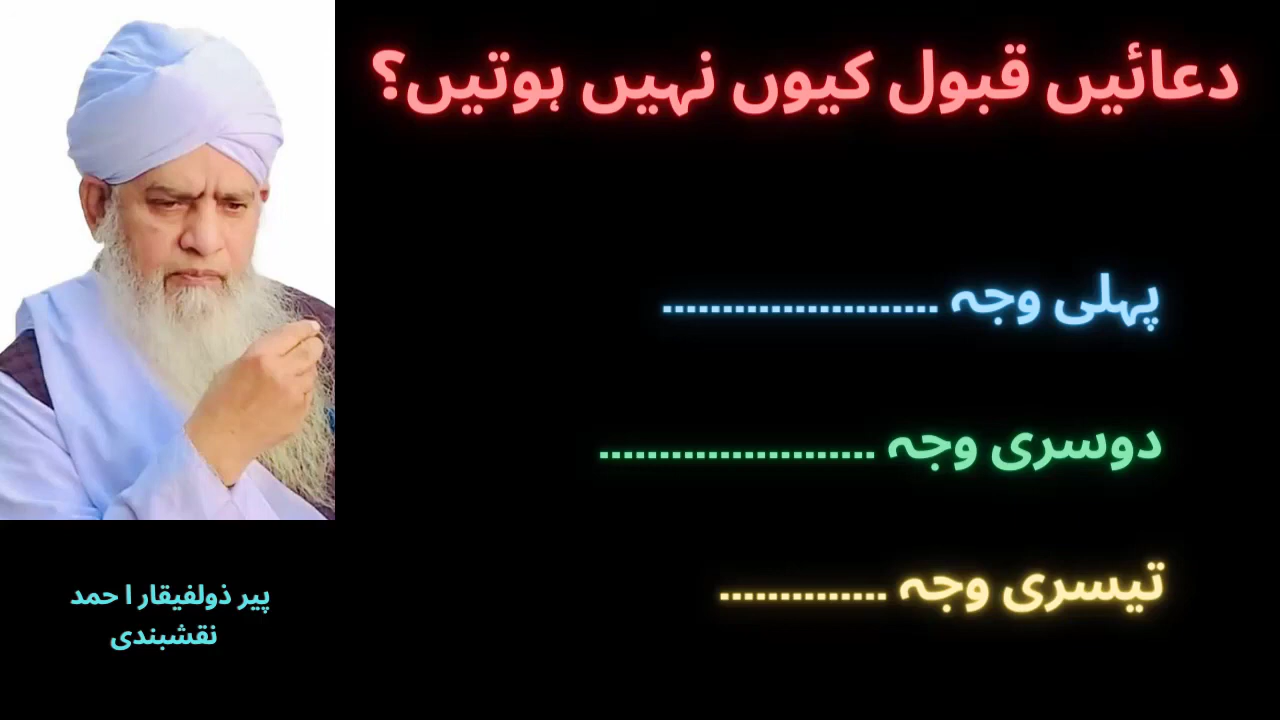 دعائیں قبول کیوں نہیں ہوتیں؟
پہلی وجہ .......................
دوسری وجہ .......................
تیسری وجہ ..............
پیر ذولفیقار ا حمد
نقشبندی